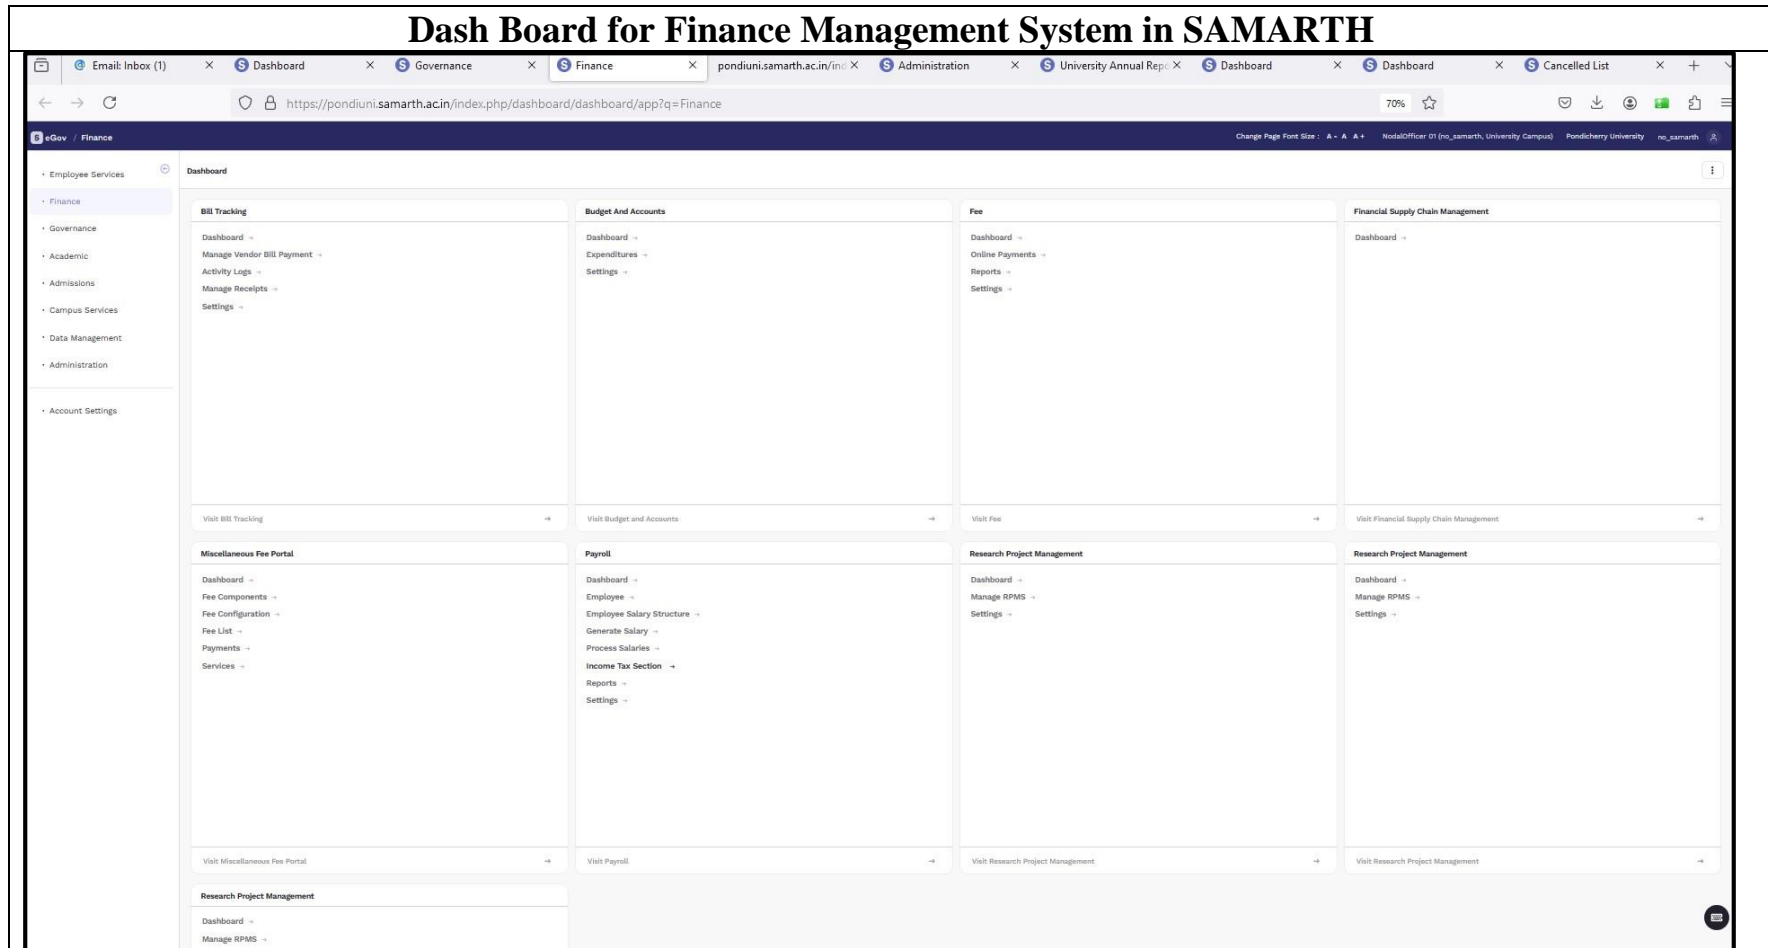 Dash Board for Finance Management System in SAMARTH
Email: Inbox (1) Dashboard Governance Finance pondiuni.samarth.ac.in/ind Administration University Annual Repo Dashboard Dashboard Cancelled List
https://pondiuni.samarth.ac.in/index.php/dashboard/dashboard/app?q=Finance 70%
eGov / Finance Change Page Font Size : A - A A + NodalOfficer 01 (no_samarth, University Campus) Pondicherry University no_samarth
Employee Services
Finance
Governance
Academic
Admissions
Campus Services
Data Management
Administration
Account Settings
Dashboard
Bill Tracking
Dashboard
Manage Vendor Bill Payment
Activity Logs
Manage Receipts
Settings
Visit Bill Tracking
Budget And Accounts
Dashboard
Expenditures
Settings
Visit Budget and Accounts
Fee
Dashboard
Online Payments
Reports
Settings
Visit Fee
Financial Supply Chain Management
Dashboard
Visit Financial Supply Chain Management
Miscellaneous Fee Portal
Dashboard
Fee Components
Fee Configuration
Fee List
Payments
Services
Visit Miscellaneous Fee Portal
Payroll
Dashboard
Employee
Employee Salary Structure
Generate Salary
Process Salaries
Income Tax Section
Reports
Settings
Visit Payroll
Research Project Management
Dashboard
Manage RPMS
Settings
Visit Research Project Management
Research Project Management
Dashboard
Manage RPMS
Settings
Visit Research Project Management
Research Project Management
Dashboard
Manage RPMS